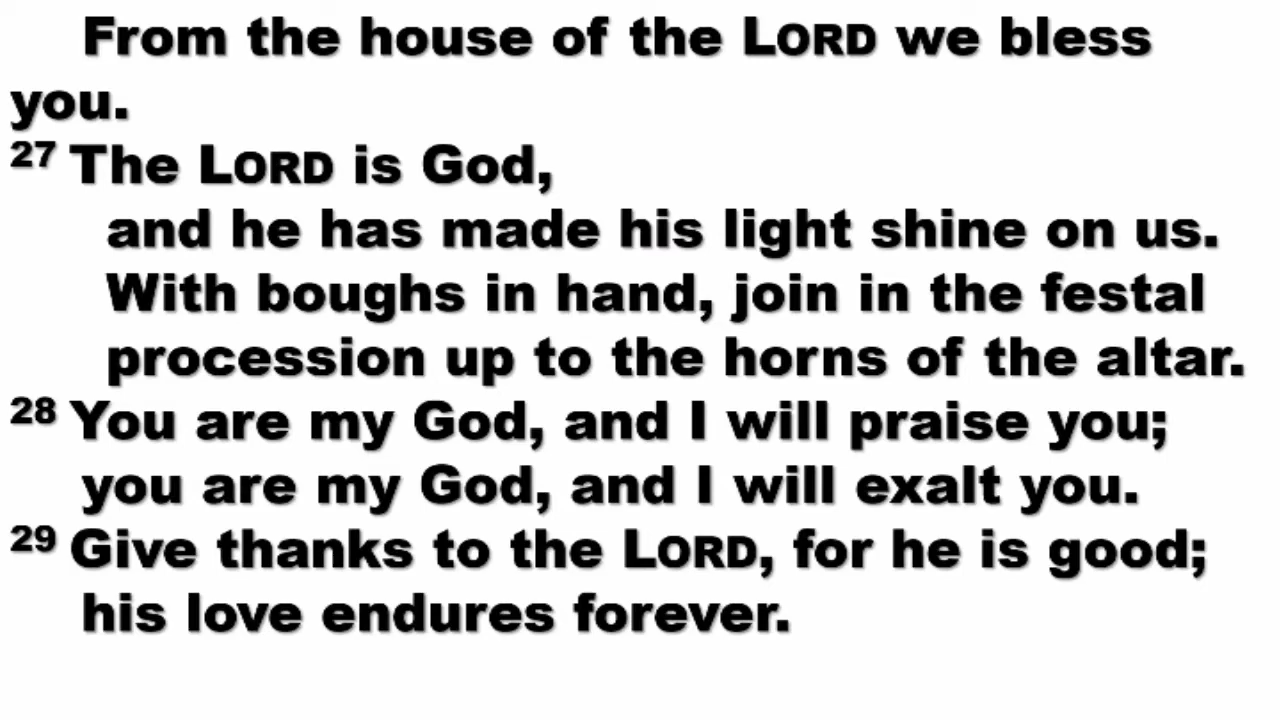 From the house of the LORD we bless
you.
27 The LORD is God,
and he has made his light shine on us.
With boughs in hand, join in the festal
procession up to the horns of the altar.
28 You are my God, and I will praise you;
you are my God, and I will exalt you.
29 Give thanks to the LORD, for he is good;
his love endures forever.